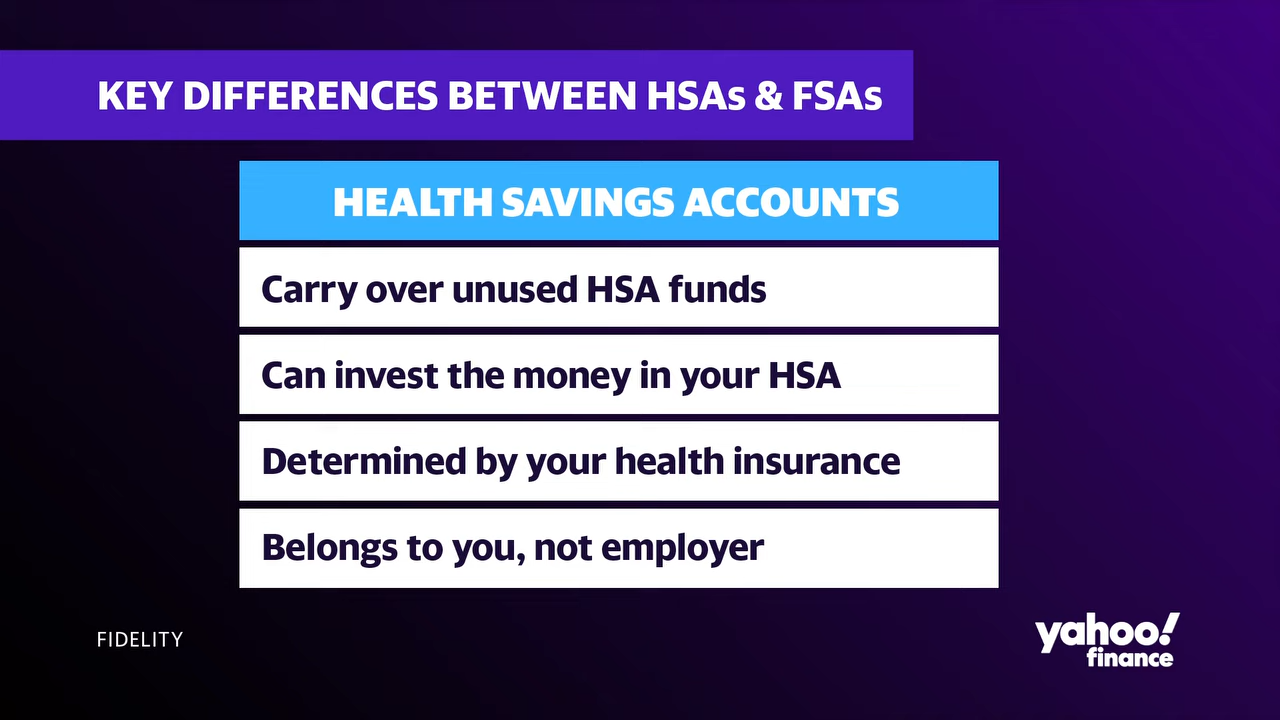 KEY DIFFERENCES BETWEEN HSAs & FSAs
HEALTH SAVINGS ACCOUNTS
Carry over unused HSA funds
Can invest the money in your HSA
Determined by your health insurance
Belongs to you, not employer
FIDELITY
yahoo!
finance